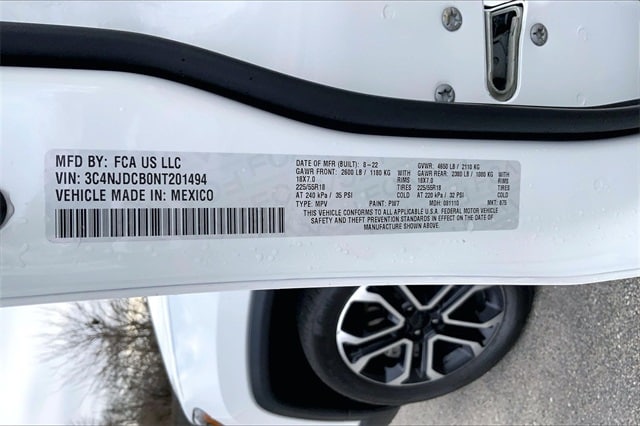 MFD BY: FCA US LLC
VIN: 3C4NJDCB0NT201494
VEHICLE MADE IN: MEXICO
DATE OF MFR (BUILT): 8-22 GVWR: 4650 LB / 2110 KG
GAWR FRONT: 2600 LB / 1180 KG WITH GAWR REAR: 2380 LB / 1080 KG WITH
18X7.0 RIMS 18X7.0 RIMS
225/55R18 TIRES 225/55R18 TIRES
AT 240 kPa / 35 PSI COLD AT 220 kPa / 32 PSI COLD
TYPE: MPV PAINT: PW7 MDH: 081110 MKT: 875
THIS VEHICLE CONFORMS TO ALL APPLICABLE U.S.A. FEDERAL MOTOR VEHICLE
SAFETY AND THEFT PREVENTION STANDARDS IN EFFECT ON THE DATE OF
MANUFACTURE SHOWN ABOVE.